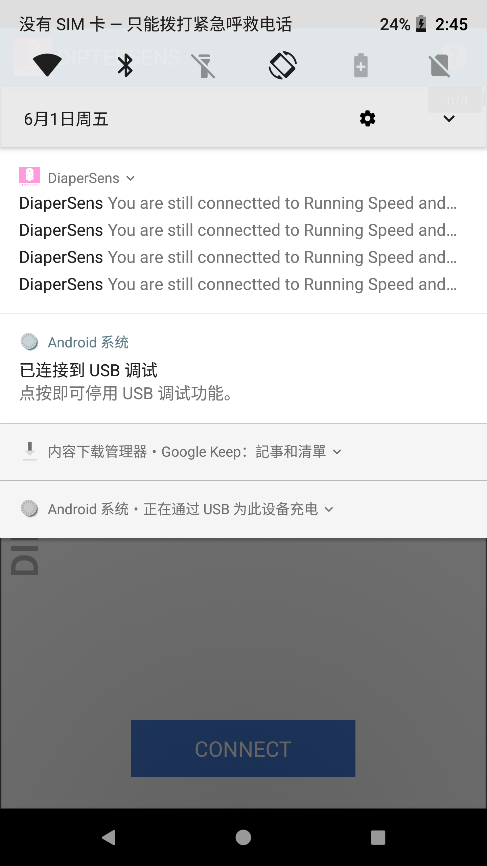 没有 SIM 卡 — 只能拨打紧急呼救电话 24% 2:45
6月1日周五
DiaperSens
DiaperSens You are still connectted to Running Speed and…
DiaperSens You are still connectted to Running Speed and…
DiaperSens You are still connectted to Running Speed and…
DiaperSens You are still connectted to Running Speed and…
Android 系统
已连接到 USB 调试
点按即可停用 USB 调试功能。
内容下载管理器 • Google Keep：記事和清單
Android 系统 • 正在通过 USB 为此设备充电
CONNECT